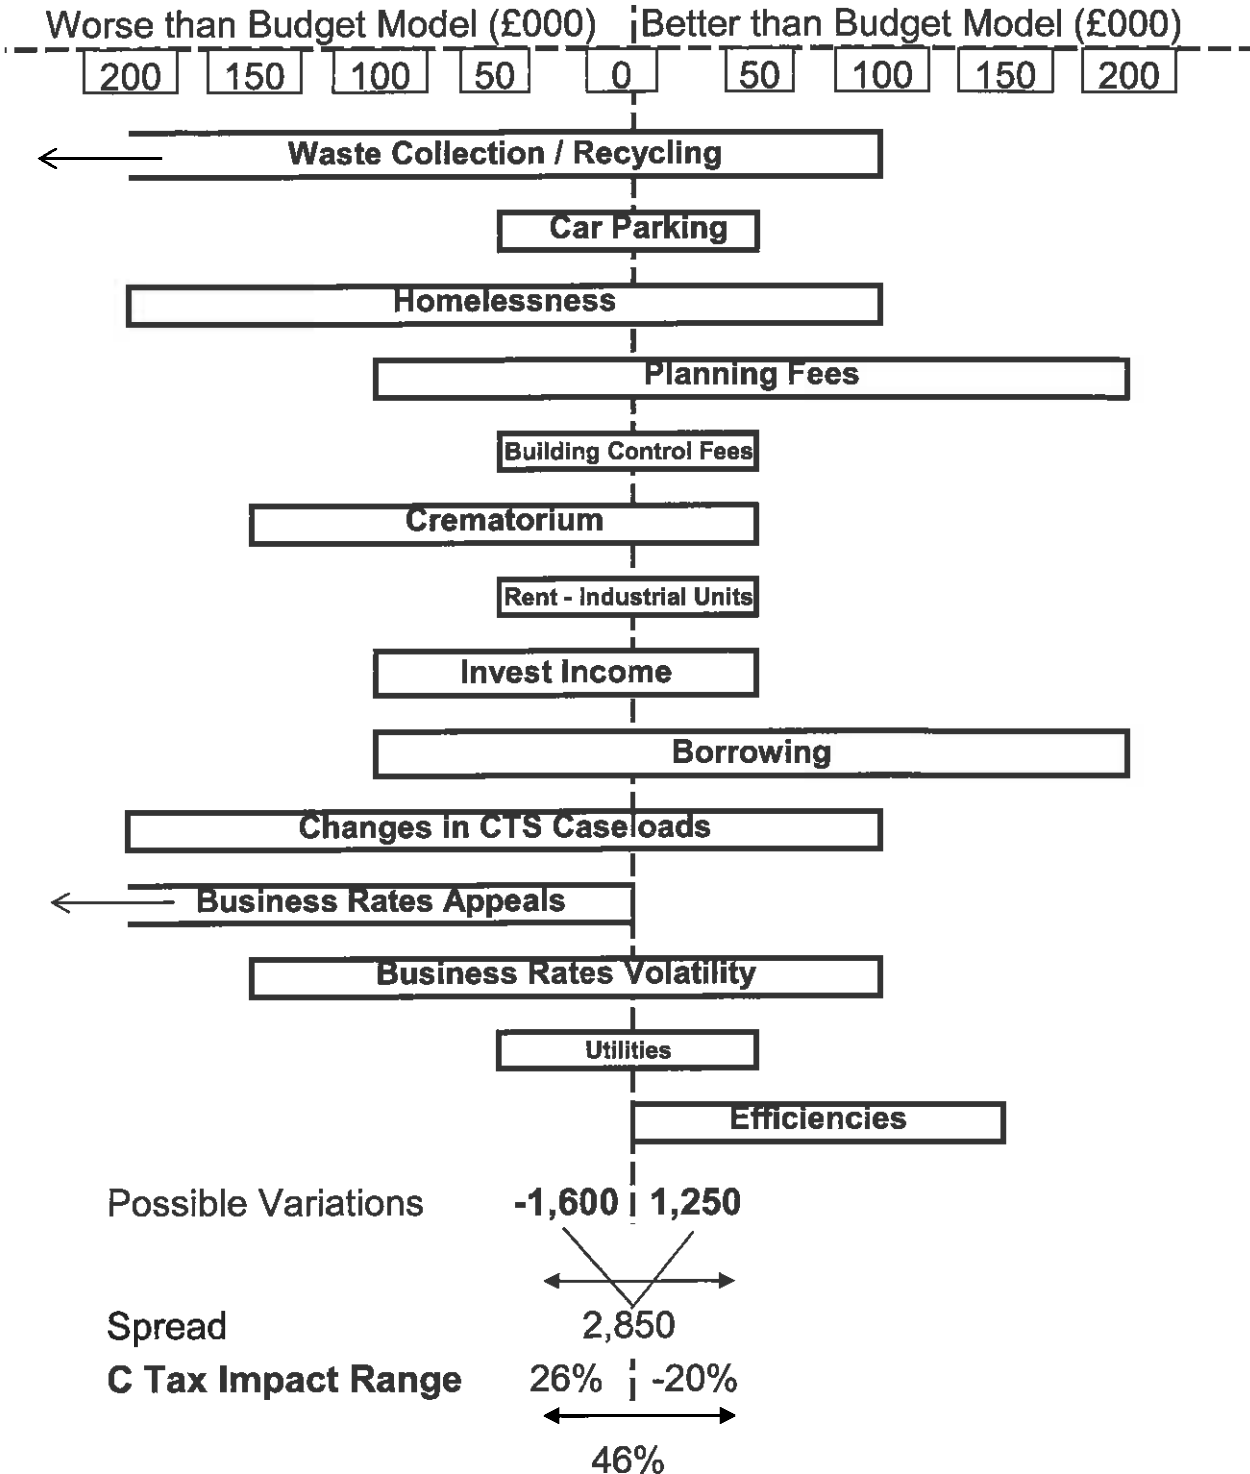 Worse than Budget Model (£000) Better than Budget Model (£000)
200 150 100 50 0 50 100 150 200
Waste Collection / Recycling
Car Parking
Homelessness
Planning Fees
Building Control Fees
Crematorium
Rent - Industrial Units
Invest Income
Borrowing
Changes in CTS Caseloads
Business Rates Appeals
Business Rates Volatility
Utilities
Efficiencies
Possible Variations -1,600 1,250
Spread 2,850
C Tax Impact Range 26% -20%
46%